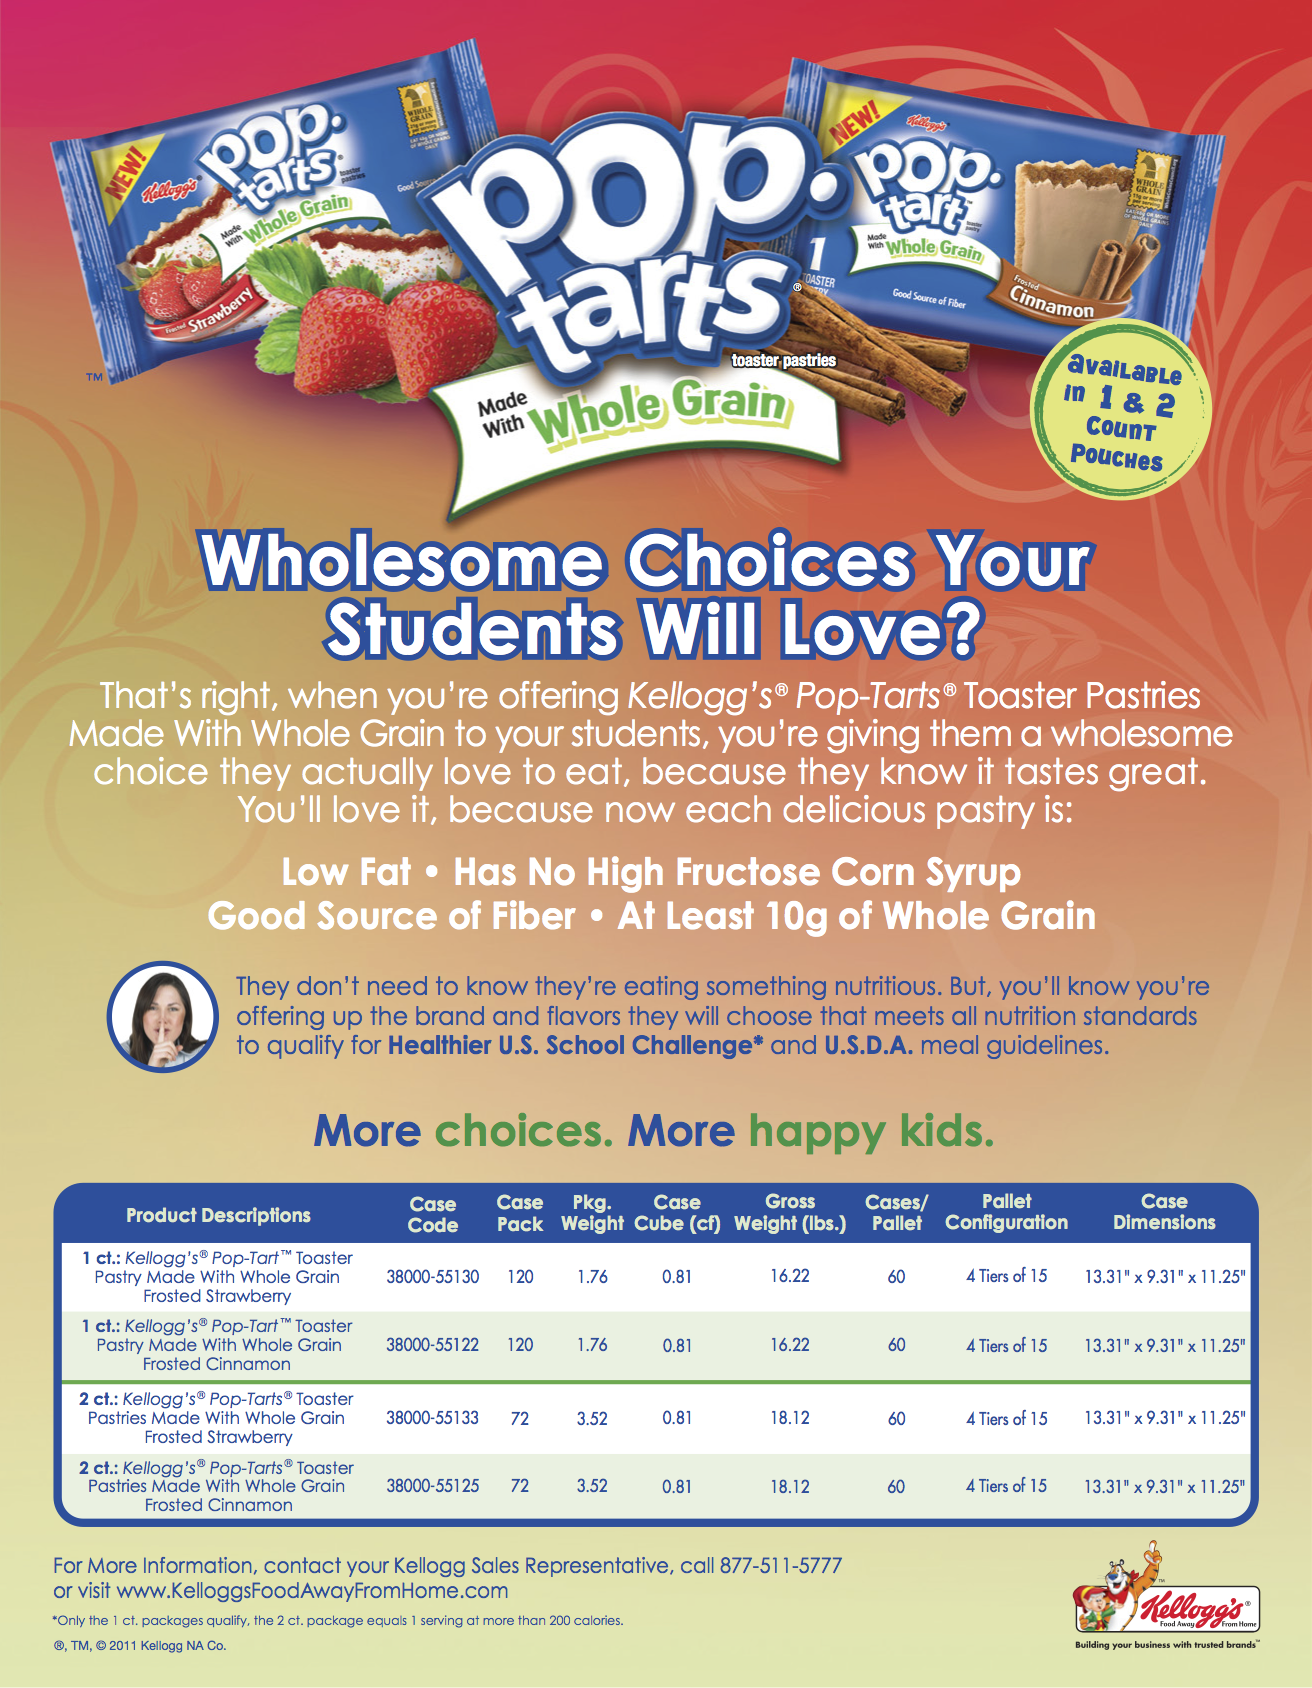 NEW!
Kellogg's
pop.
tarts®
toaster
pastries
Made
With Whole Grain
Frosted Strawberry
WHOLE
GRAIN
Good Sou
TM
pop.
tarts®
toaster pastries
Made
With Whole Grain
NEW!
Kellogg's
pop.
tart™
toaster
pastry
Made
With Whole Grain
1
TOASTER
Good Source of Fiber
Frosted
Cinnamon
WHOLE
GRAIN
available
in 1 & 2
count
pouches
Wholesome Choices Your
Students Will Love?
That's right, when you're offering Kellogg's® Pop-Tarts® Toaster Pastries
Made With Whole Grain to your students, you're giving them a wholesome
choice they actually love to eat, because they know it tastes great.
You'll love it, because now each delicious pastry is:
Low Fat • Has No High Fructose Corn Syrup
Good Source of Fiber • At Least 10g of Whole Grain
They don't need to know they're eating something nutritious. But, you'll know you're
offering up the brand and flavors they will choose that meets all nutrition standards
to qualify for Healthier U.S. School Challenge* and U.S.D.A. meal guidelines.
More choices. More happy kids.
Product Descriptions Case Code Case Pack Pkg. Weight Case Cube (cf) Gross Weight (lbs.) Cases/ Pallet Pallet Configuration Case Dimensions
1 ct.: Kellogg's® Pop-Tart™ Toaster
Pastry Made With Whole Grain 38000-55130 120 1.76 0.81 16.22 60 4 Tiers of 15 13.31" x 9.31" x 11.25"
Frosted Strawberry
1 ct.: Kellogg's® Pop-Tart™ Toaster
Pastry Made With Whole Grain 38000-55122 120 1.76 0.81 16.22 60 4 Tiers of 15 13.31" x 9.31" x 11.25"
Frosted Cinnamon
2 ct.: Kellogg's® Pop-Tarts® Toaster
Pastries Made With Whole Grain 38000-55133 72 3.52 0.81 18.12 60 4 Tiers of 15 13.31" x 9.31" x 11.25"
Frosted Strawberry
2 ct.: Kellogg's® Pop-Tarts® Toaster
Pastries Made With Whole Grain 38000-55125 72 3.52 0.81 18.12 60 4 Tiers of 15 13.31" x 9.31" x 11.25"
Frosted Cinnamon
For More Information, contact your Kellogg Sales Representative, call 877-511-5777
or visit www.KelloggsFoodAwayFromHome.com
*Only the 1 ct. packages qualify, the 2 ct. package equals 1 serving at more than 200 calories.
®, TM, © 2011 Kellogg NA Co.
TM
Kellogg's®
Food Away From Home
Building your business with trusted brands™